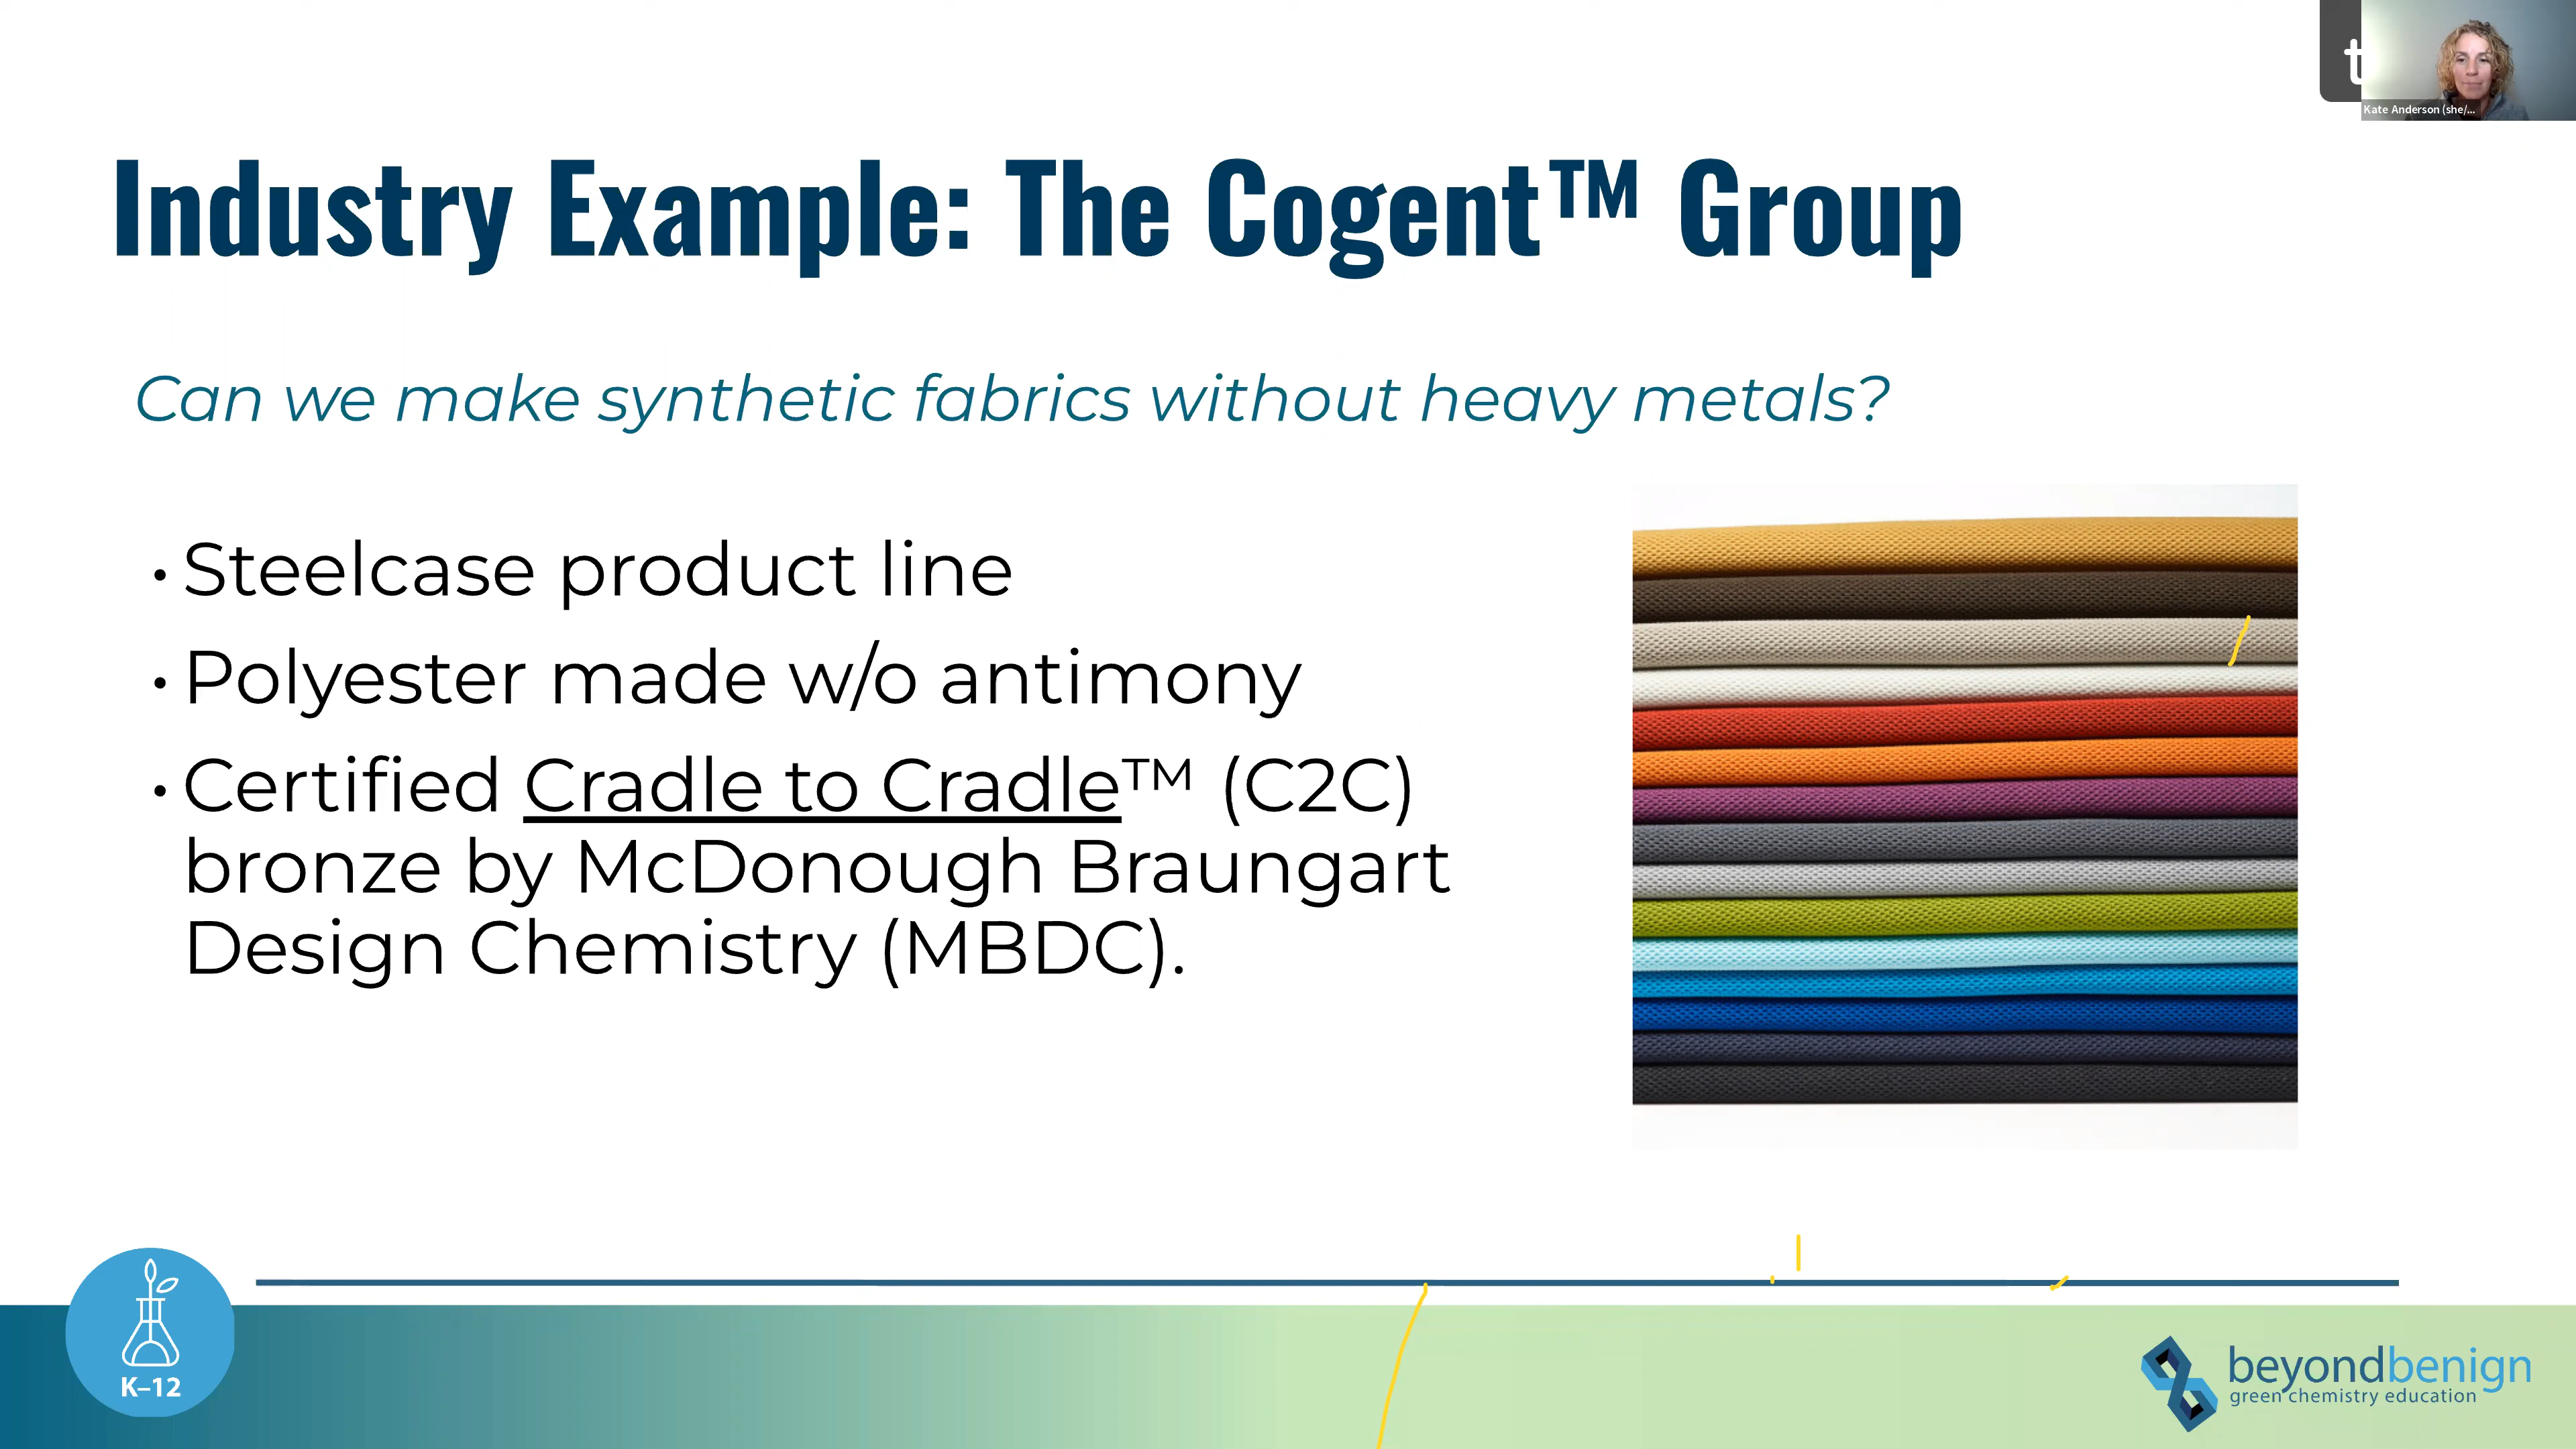 t
Kate Anderson (she/...
Industry Example: The Cogent™ Group
Can we make synthetic fabrics without heavy metals?
• Steelcase product line
• Polyester made w/o antimony
• Certified Cradle to Cradle™ (C2C)
bronze by McDonough Braungart
Design Chemistry (MBDC).
K–12
beyondbenign
green chemistry education